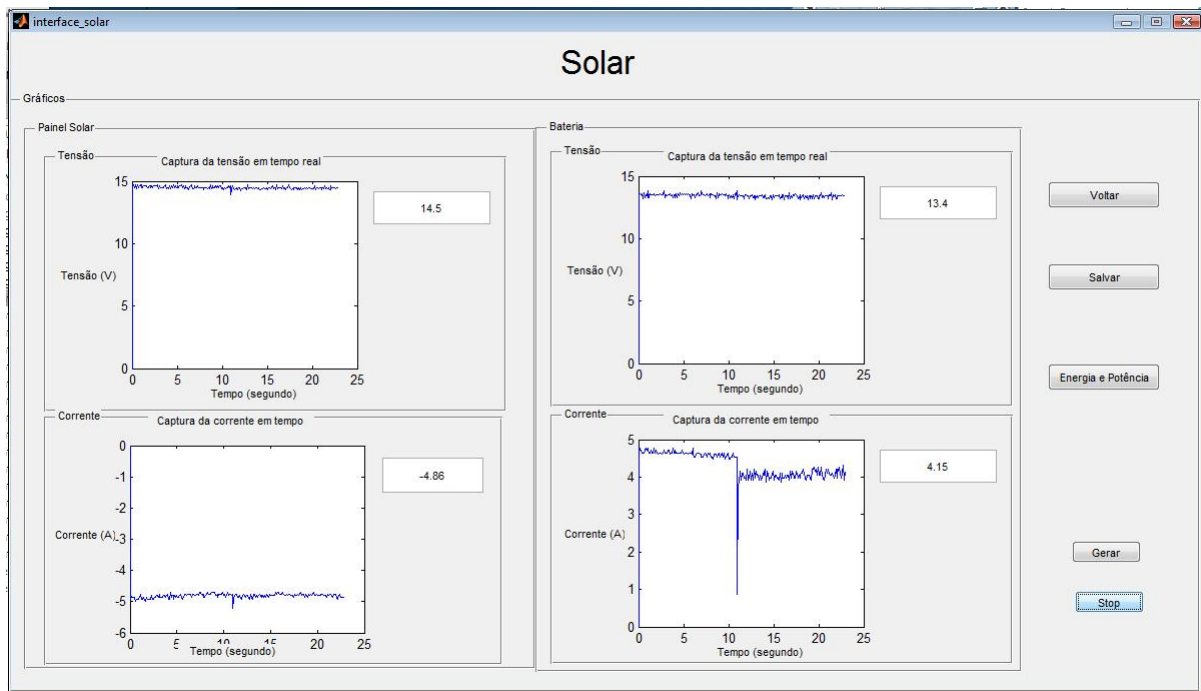 interface_solar
Solar
Gráficos
Painel Solar
Tensão
Captura da tensão em tempo real
15
10
5
0
Tensão (V)
0 5 10 15 20 25
Tempo (segundo)
14.5
Corrente
Captura da corrente em tempo
0
-1
-2
-3
-4
-5
-6
Corrente (A)
0 5 10 15 20 25
Tempo (segundo)
-4.86
Bateria
Tensão
Captura da tensão em tempo real
15
10
5
0
Tensão (V)
0 5 10 15 20 25
Tempo (segundo)
13.4
Corrente
Captura da corrente em tempo
5
4
3
2
1
0
Corrente (A)
0 5 10 15 20 25
Tempo (segundo)
4.15
Voltar
Salvar
Energia e Potência
Gerar
Stop